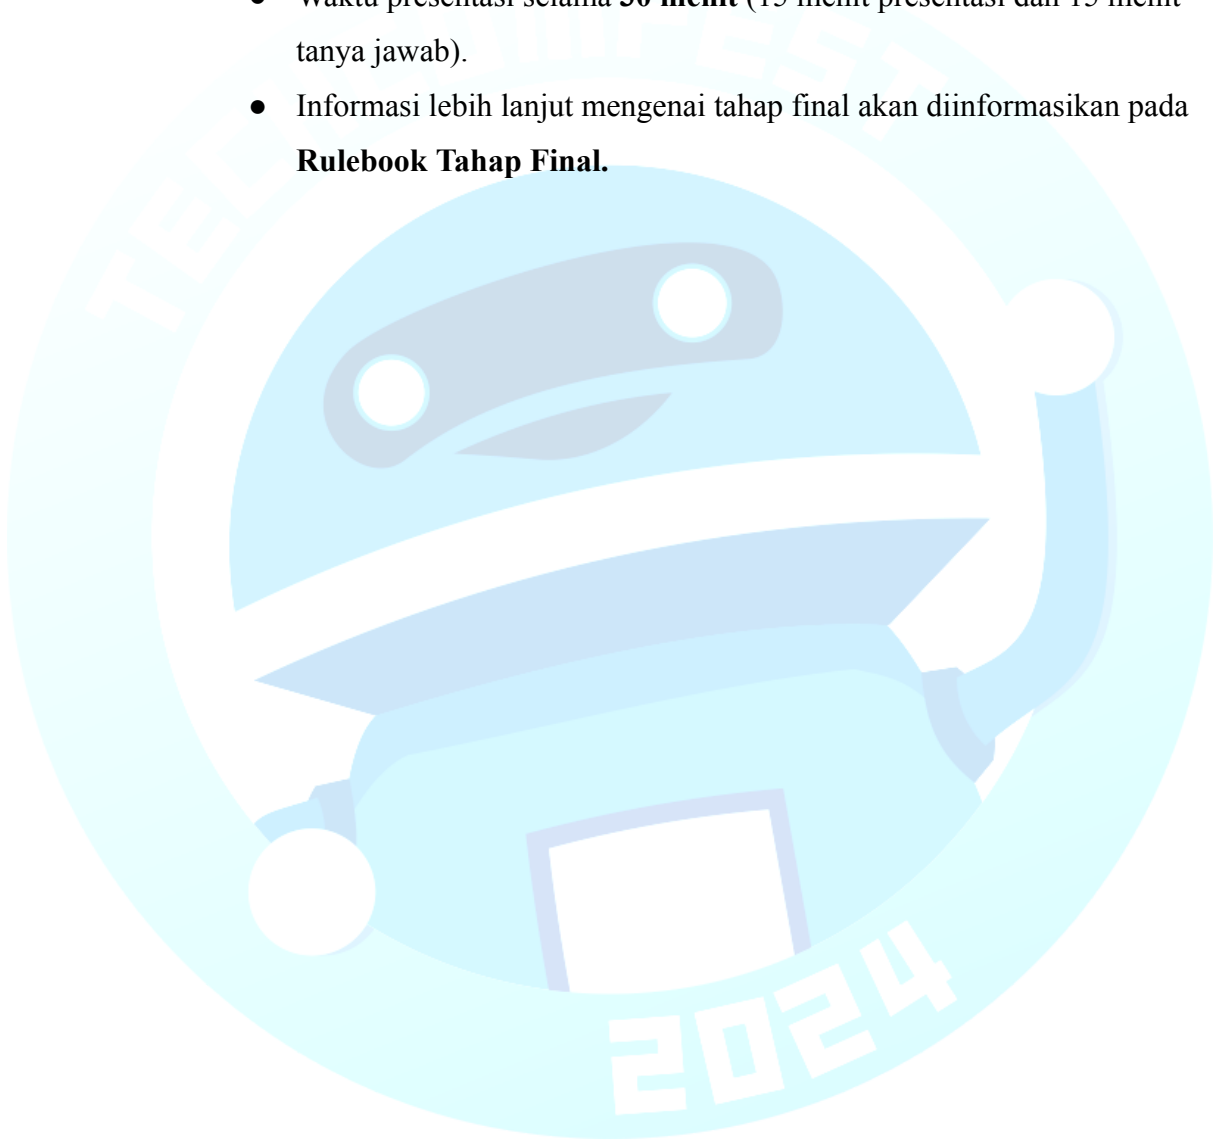 Waktu presentasi selama 30 menit (15 menit presentasi dan 15 menit
tanya jawab).
● Informasi lebih lanjut mengenai tahap final akan diinformasikan pada
Rulebook Tahap Final.
2024